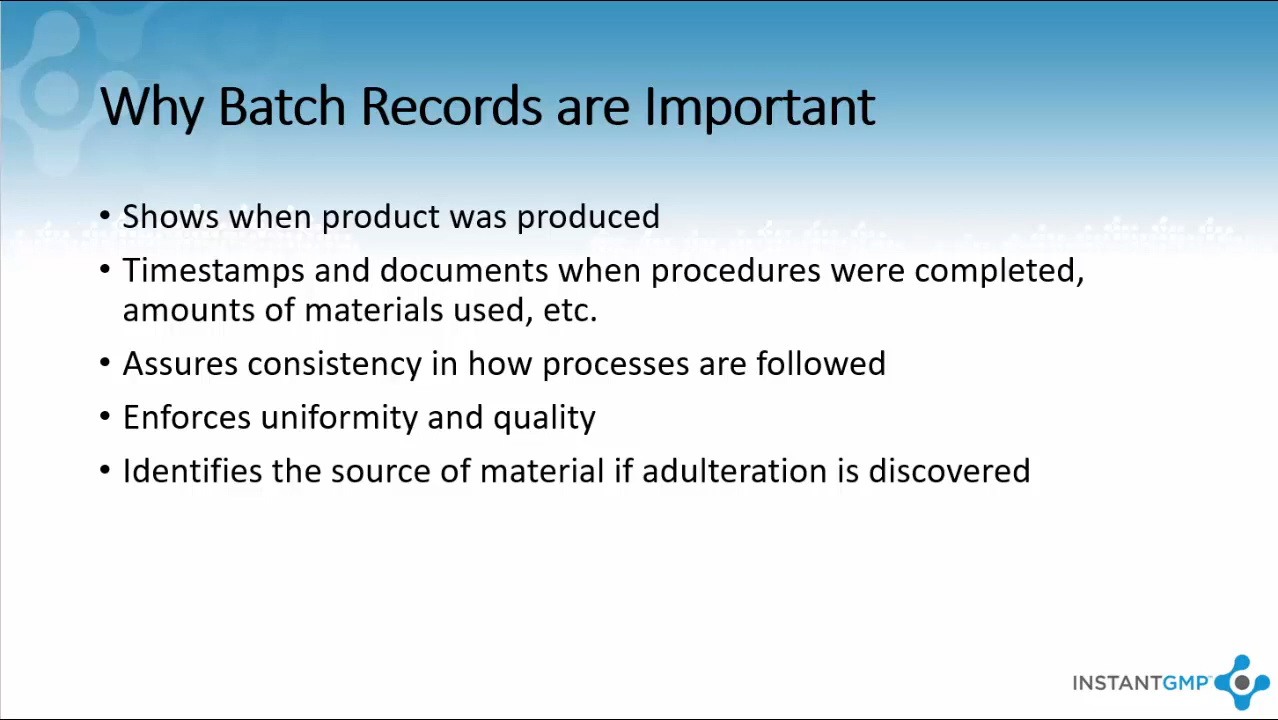 Why Batch Records are Important
• Shows when product was produced
• Timestamps and documents when procedures were completed,
amounts of materials used, etc.
• Assures consistency in how processes are followed
• Enforces uniformity and quality
• Identifies the source of material if adulteration is discovered
INSTANTGMP™